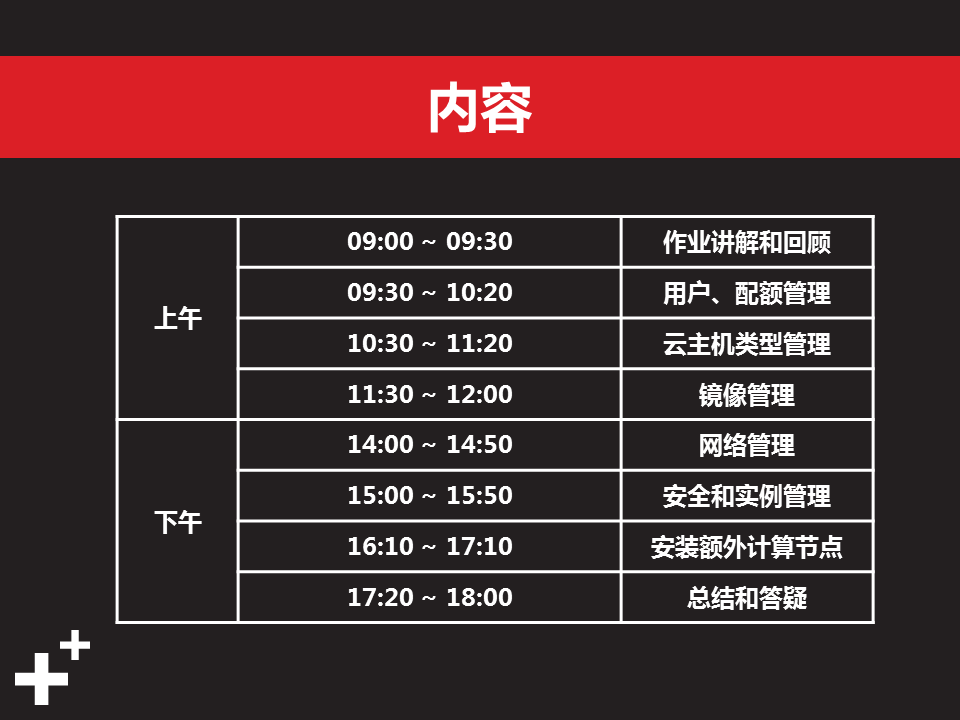 内容
上午
09:00 ~ 09:30 作业讲解和回顾
09:30 ~ 10:20 用户、配额管理
10:30 ~ 11:20 云主机类型管理
11:30 ~ 12:00 镜像管理
下午
14:00 ~ 14:50 网络管理
15:00 ~ 15:50 安全和实例管理
16:10 ~ 17:10 安装额外计算节点
17:20 ~ 18:00 总结和答疑